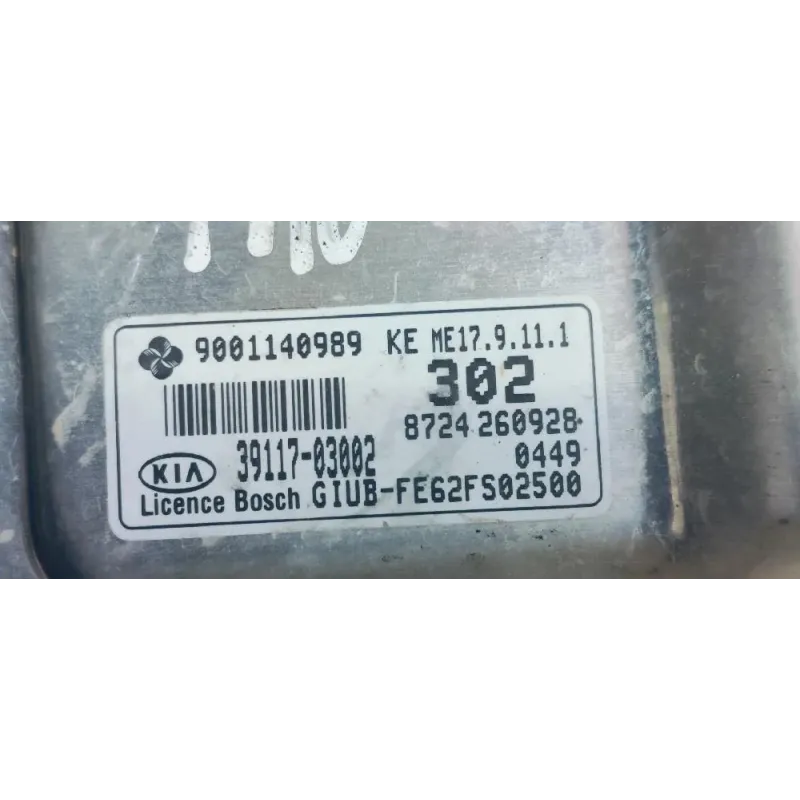 9001140989 KE ME17.9.11.1
302
8724 260928
KIA 39117-03002 0449
Licence Bosch GIUB-FE62FS02500